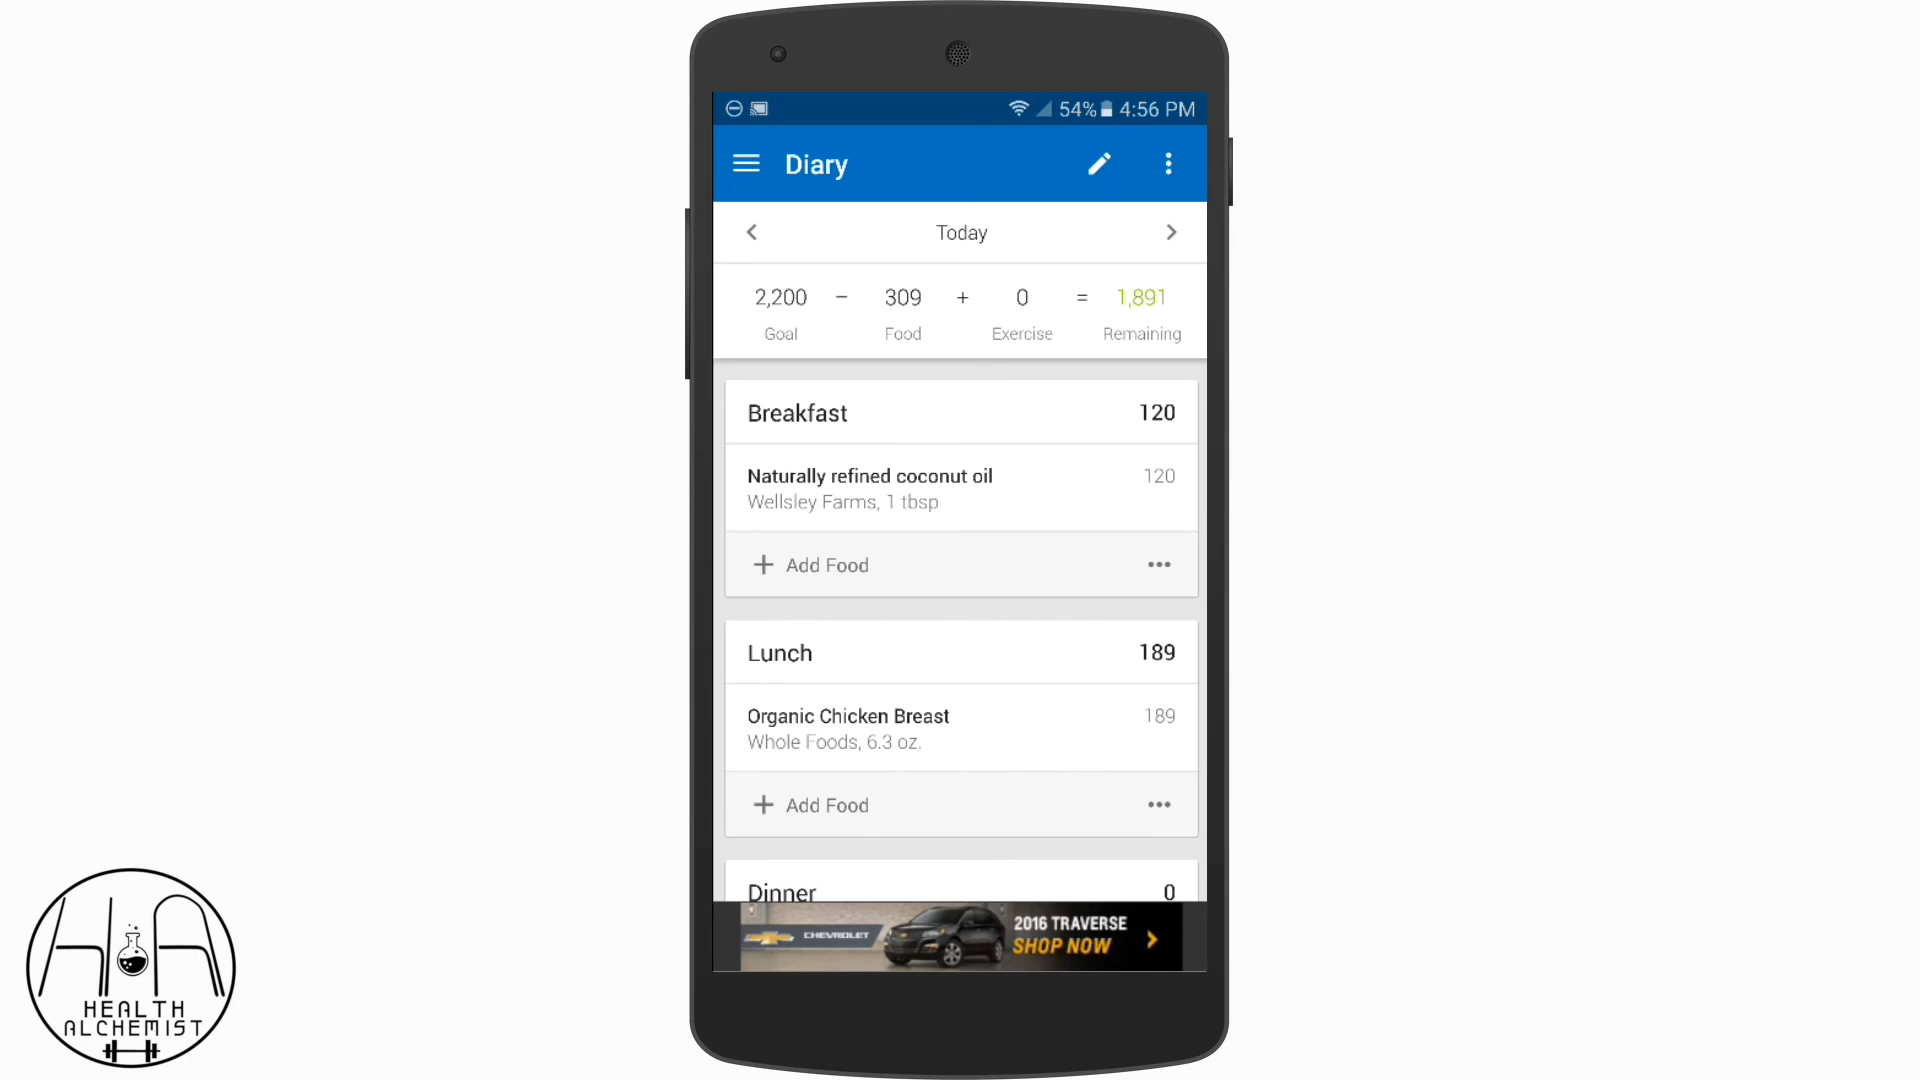 54% 4:56 PM
Diary
Today
2,200 − 309 + 0 = 1,891
Goal Food Exercise Remaining
Breakfast 120
Naturally refined coconut oil 120
Wellsley Farms, 1 tbsp
+ Add Food
Lunch 189
Organic Chicken Breast 189
Whole Foods, 6.3 oz.
+ Add Food
Dinner 0
CHEVROLET
2016 TRAVERSE
SHOP NOW
HA
HEALTH
ALCHEMIST